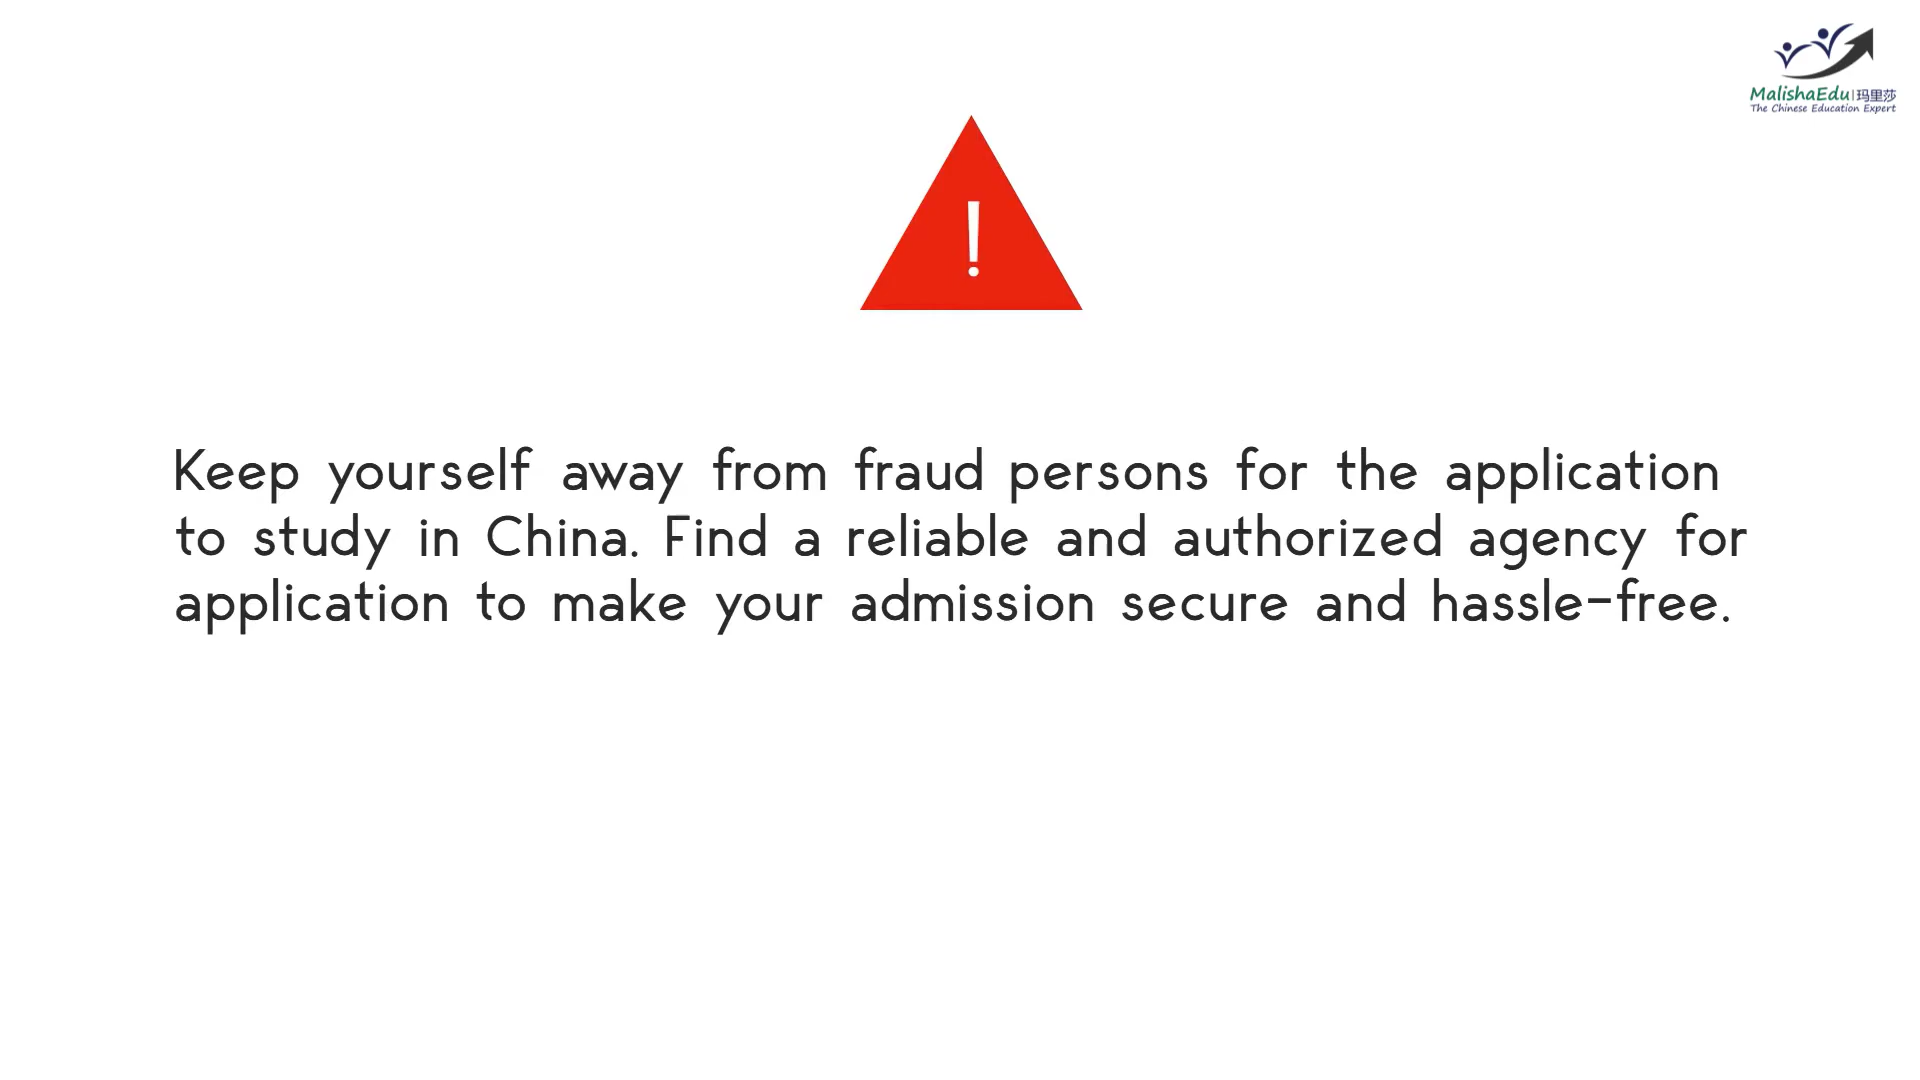 MalishaEdu|玛里莎
The Chinese Education Expert
!
Keep yourself away from fraud persons for the application
to study in China. Find a reliable and authorized agency for
application to make your admission secure and hassle-free.